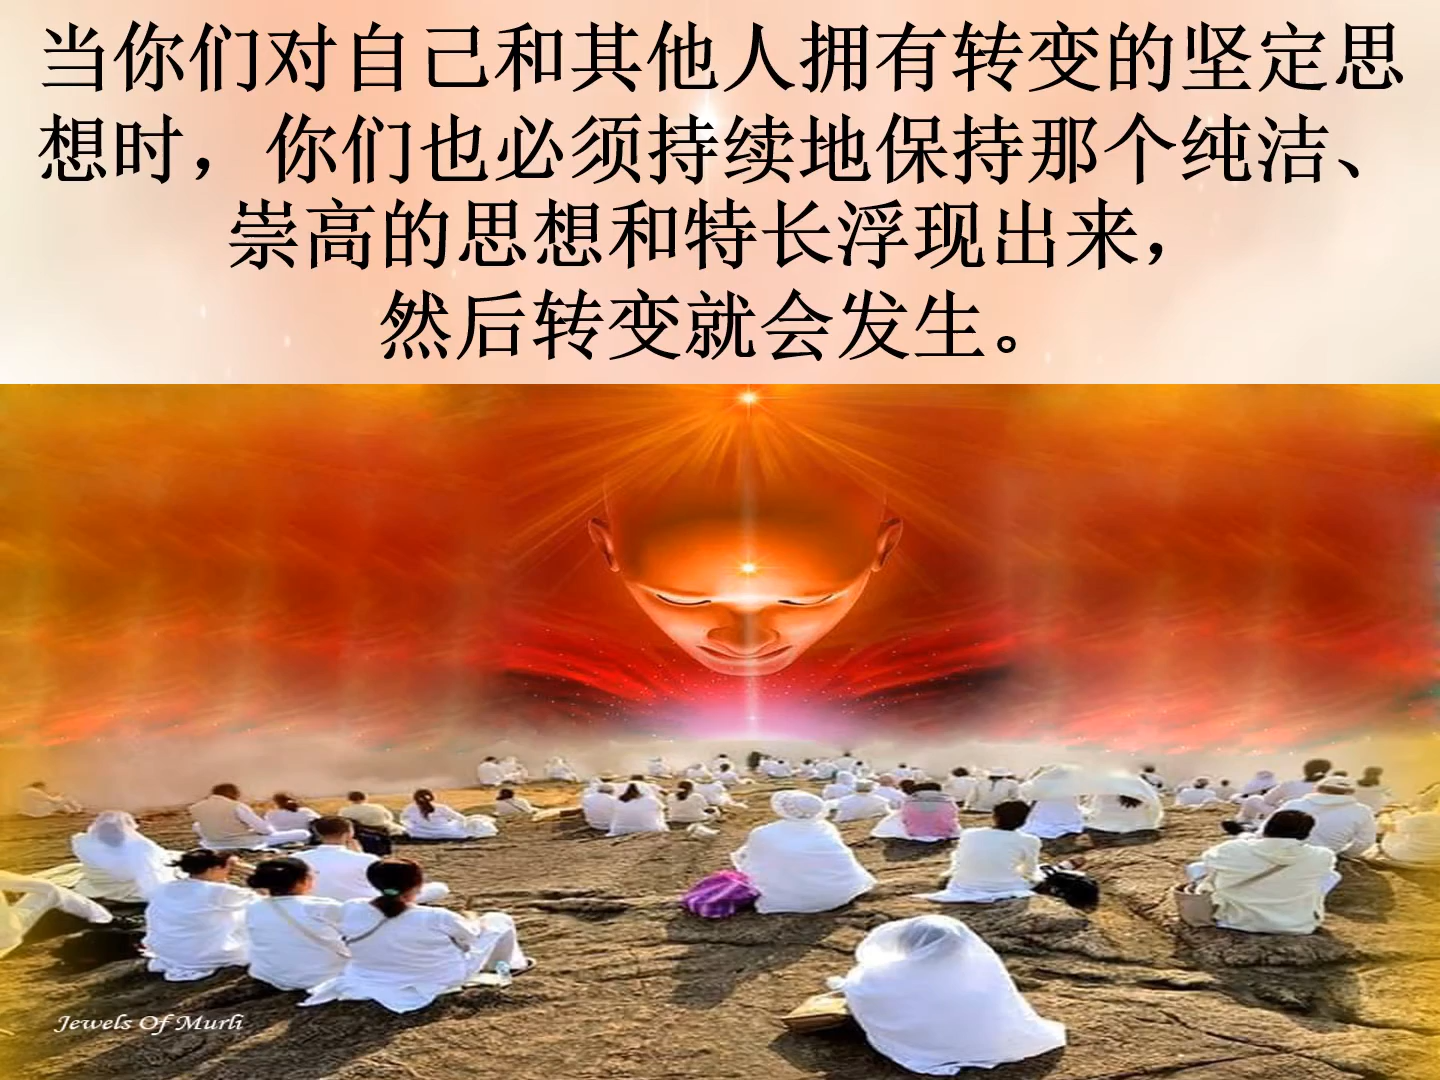 当你们对自己和其他人拥有转变的坚定思
想时，你们也必须持续地保持那个纯洁、
崇高的思想和特长浮现出来，
然后转变就会发生。
Jewels Of Murli